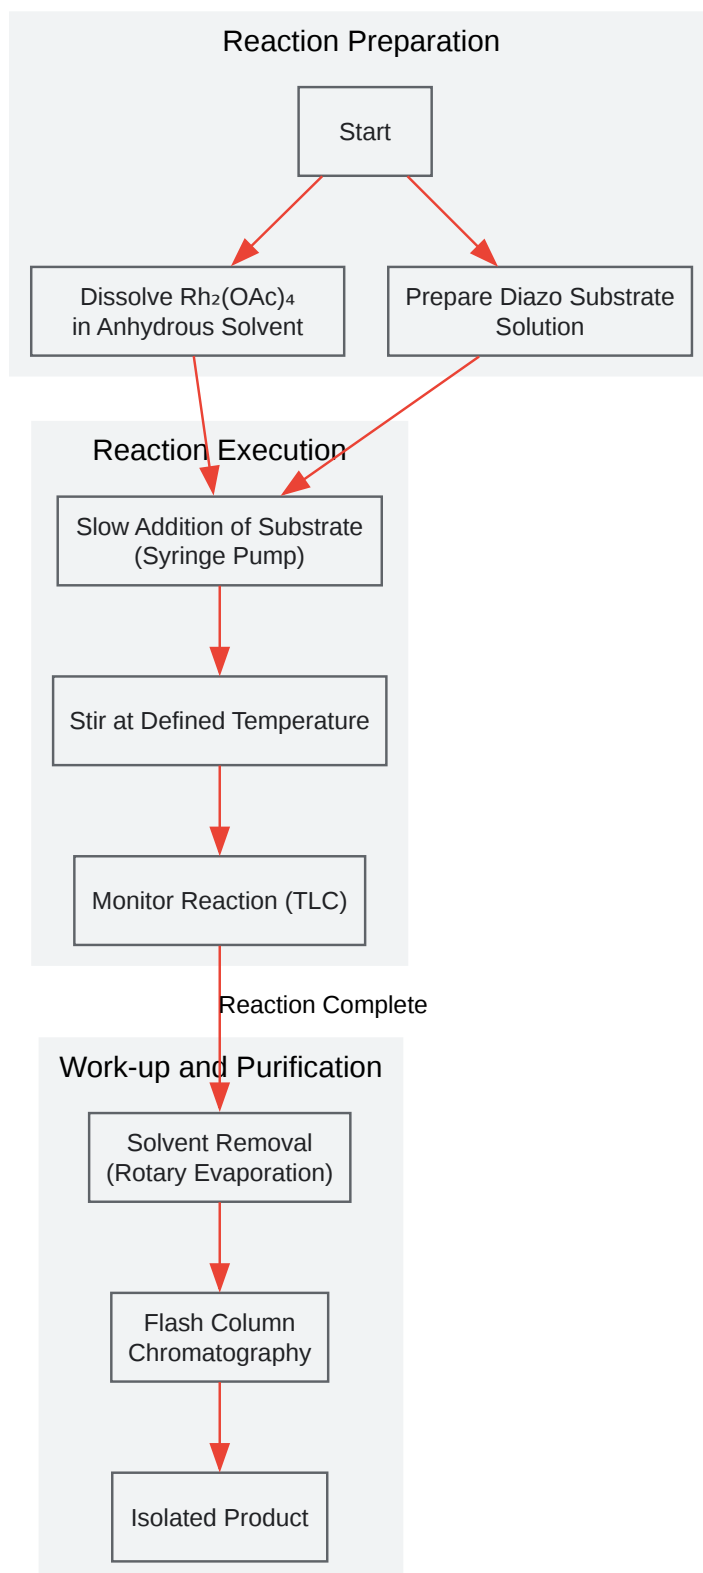 Reaction Preparation
Start
Dissolve Rh₂(OAc)₄
in Anhydrous Solvent
Prepare Diazo Substrate
Solution
Reaction Execution
Slow Addition of Substrate
(Syringe Pump)
Stir at Defined Temperature
Monitor Reaction (TLC)
Reaction Complete
Work-up and Purification
Solvent Removal
(Rotary Evaporation)
Flash Column
Chromatography
Isolated Product